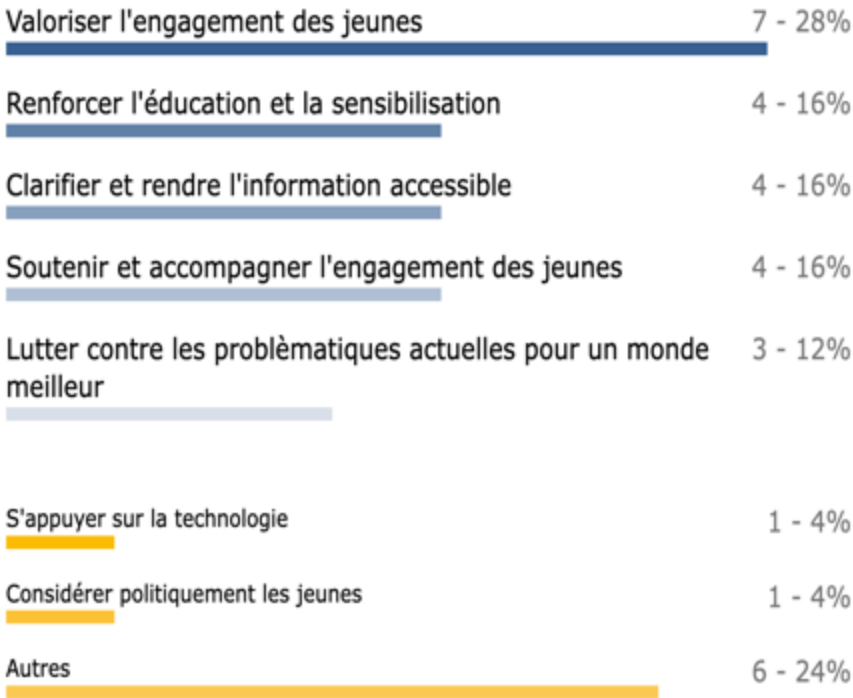 Valoriser l'engagement des jeunes 7 - 28%
Renforcer l'éducation et la sensibilisation 4 - 16%
Clarifier et rendre l'information accessible 4 - 16%
Soutenir et accompagner l'engagement des jeunes 4 - 16%
Lutter contre les problèmatiques actuelles pour un monde 3 - 12%
meilleur
S'appuyer sur la technologie 1 - 4%
Considérer politiquement les jeunes 1 - 4%
Autres 6 - 24%